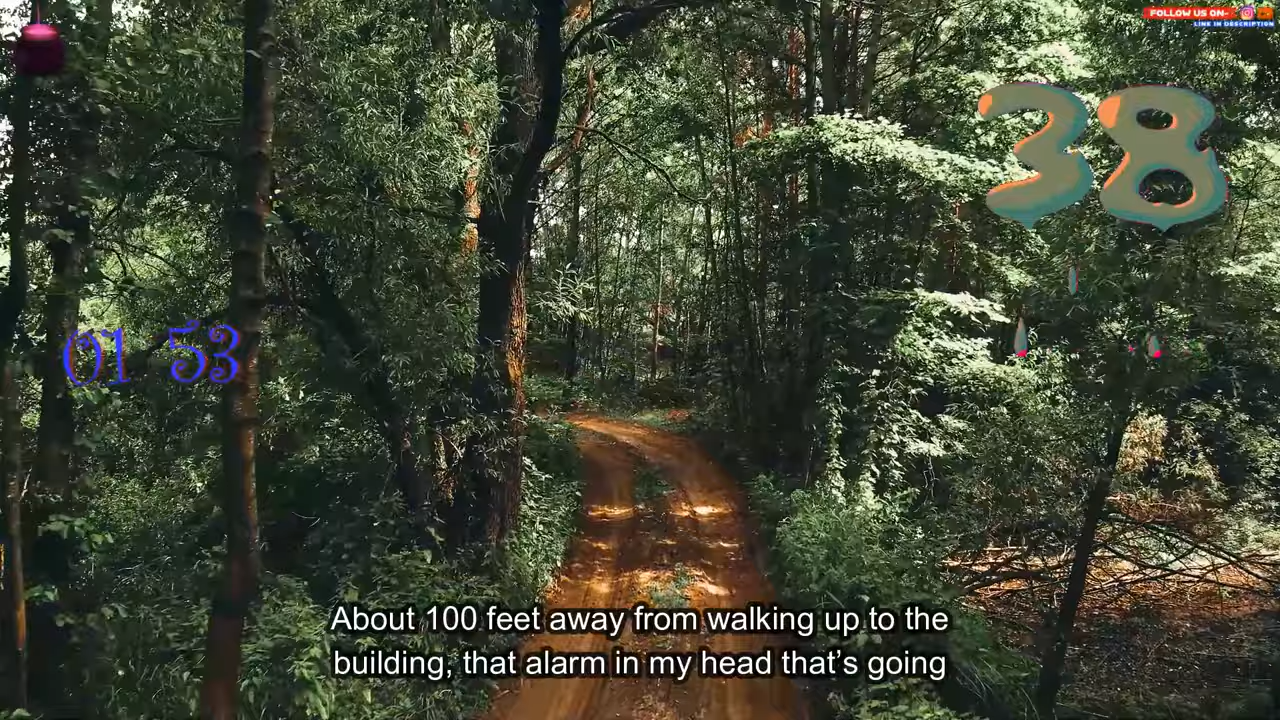 FOLLOW US ON-
LINK IN DESCRIPTION
38
01 53
About 100 feet away from walking up to the
building, that alarm in my head that's going